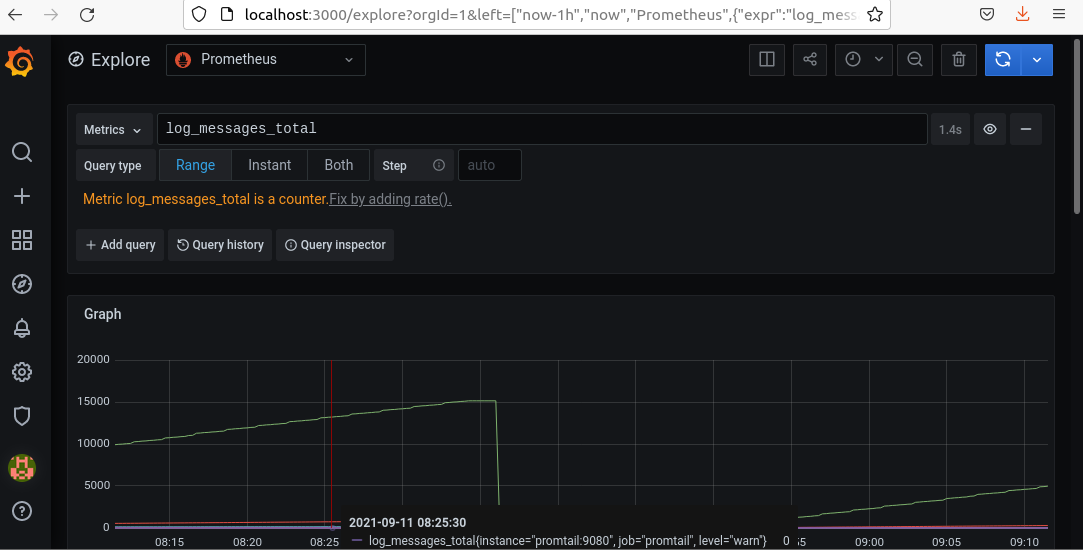 localhost:3000/explore?orgId=1&left=["now-1h","now","Prometheus",{"expr":"log_mess
Explore Prometheus
Metrics log_messages_total 1.4s
Query type Range Instant Both Step auto
Metric log_messages_total is a counter.Fix by adding rate().
+ Add query Query history Query inspector
Graph
20000
15000
10000
5000
0
2021-09-11 08:25:30
log_messages_total{instance="promtail:9080", job="promtail", level="warn"} 0
08:15 08:20 08:25 09:00 09:05 09:10